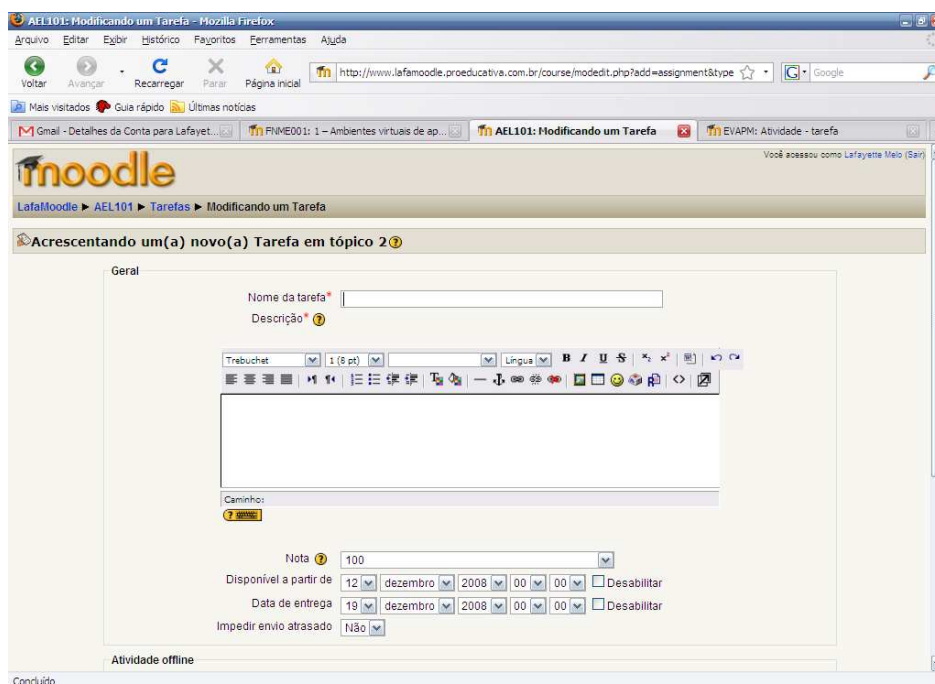 AEL101: Modificando um Tarefa - Mozilla Firefox
Arquivo Editar Exibir Histórico Favoritos Ferramentas Ajuda
Voltar Avançar Recarregar Parar Página inicial
http://www.lafamoodle.proeducativa.com.br/course/modedit.php?add=assignment&type
G Google
Mais visitados Guia rápido Últimas notícias
Gmail - Detalhes da Conta para Lafayet... FNME001: 1 – Ambientes virtuais de ap... AEL101: Modificando um Tarefa EVAPM: Atividade - tarefa
Você acessou como Lafayette Melo (Sair)
moodle
LafaMoodle ► AEL101 ► Tarefas ► Modificando um Tarefa
Acrescentando um(a) novo(a) Tarefa em tópico 2
Geral
Nome da tarefa*
Descrição*
Trebuchet 1 (8 pt) Língua B I U S
Caminho:
Nota 100
Disponível a partir de 12 dezembro 2008 00 00 Desabilitar
Data de entrega 19 dezembro 2008 00 00 Desabilitar
Impedir envio atrasado Não
Atividade offline
Concluído